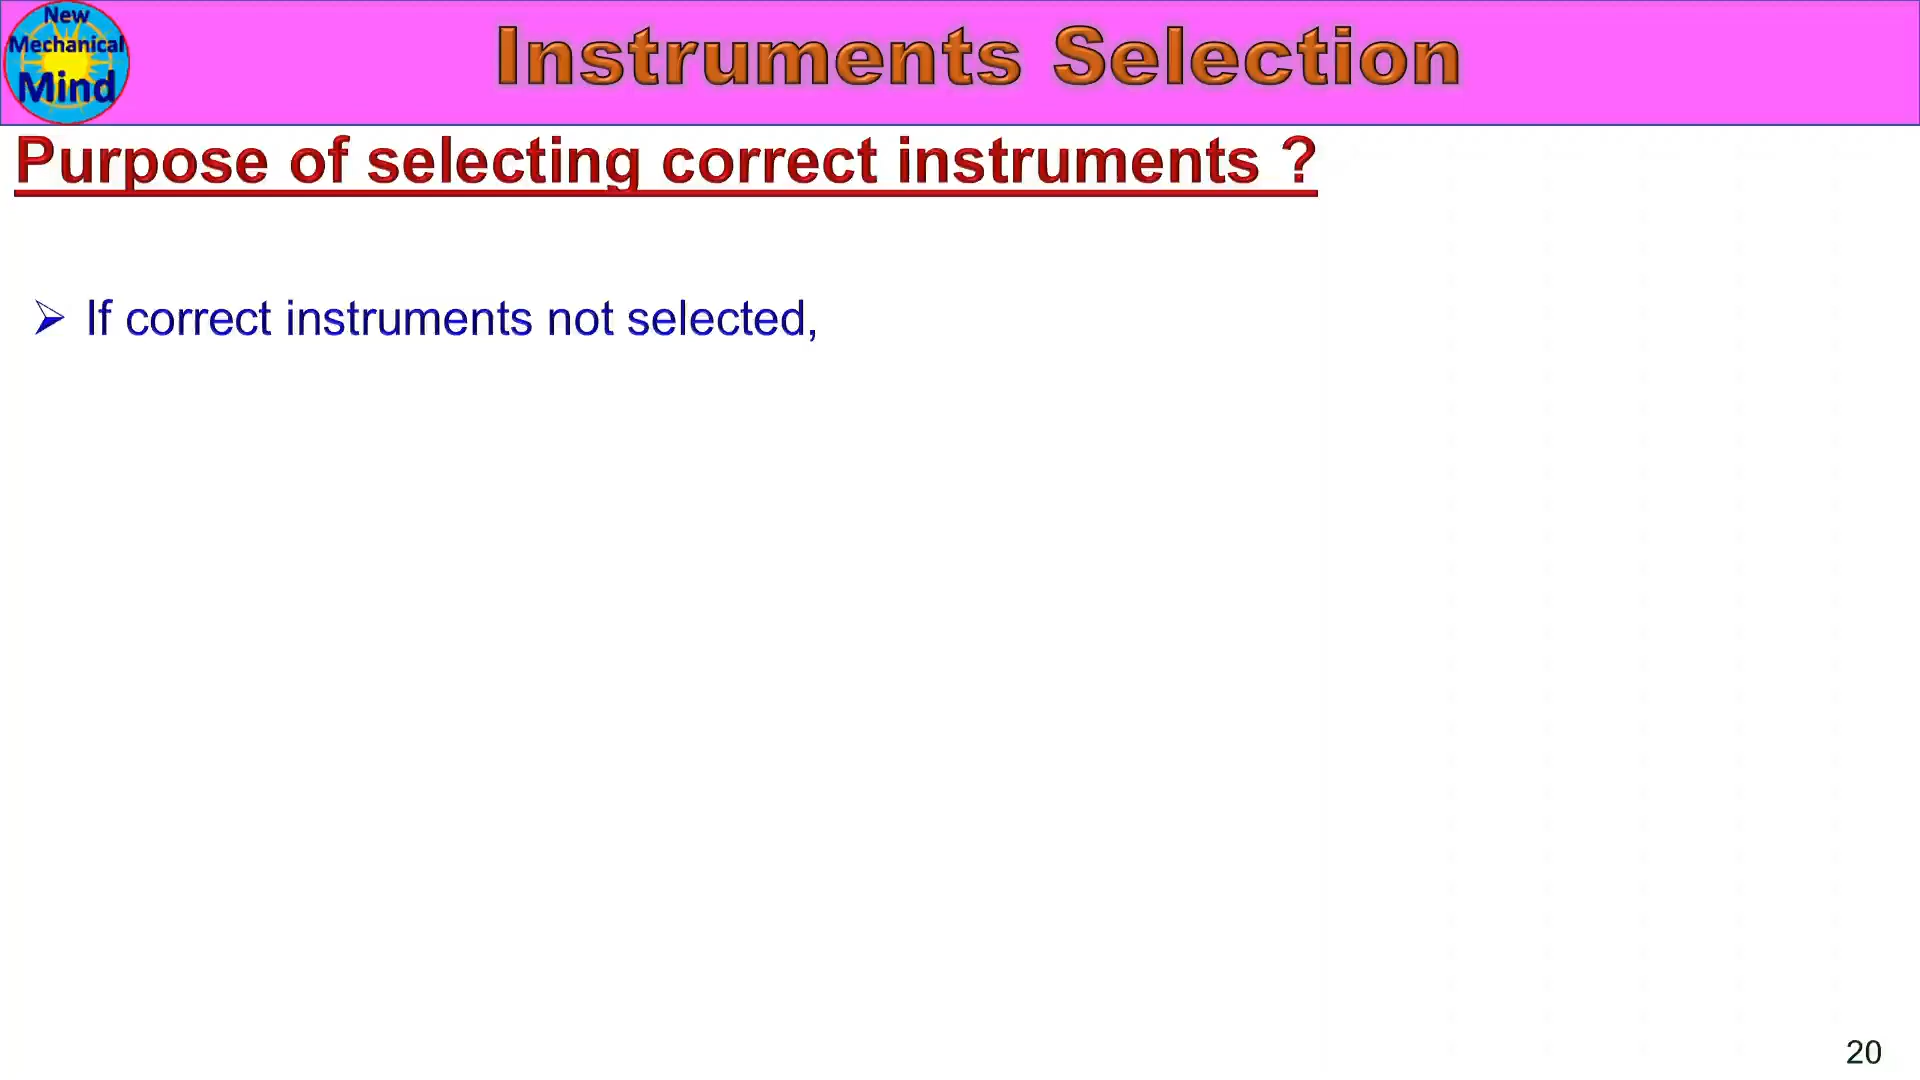 New
Mechanical
Mind
Instruments Selection
Purpose of selecting correct instruments ?
➢ If correct instruments not selected,
20